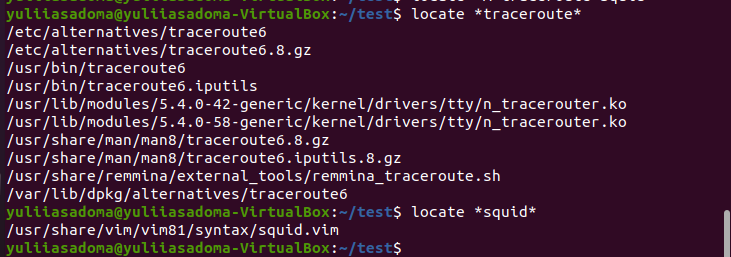 yuliiasadoma@yuliiasadoma-VirtualBox:~/test$ locate *traceroute*
/etc/alternatives/traceroute6
/etc/alternatives/traceroute6.8.gz
/usr/bin/traceroute6
/usr/bin/traceroute6.iputils
/usr/lib/modules/5.4.0-42-generic/kernel/drivers/tty/n_tracerouter.ko
/usr/lib/modules/5.4.0-58-generic/kernel/drivers/tty/n_tracerouter.ko
/usr/share/man/man8/traceroute6.8.gz
/usr/share/man/man8/traceroute6.iputils.8.gz
/usr/share/remmina/external_tools/remmina_traceroute.sh
/var/lib/dpkg/alternatives/traceroute6
yuliiasadoma@yuliiasadoma-VirtualBox:~/test$ locate *squid*
/usr/share/vim/vim81/syntax/squid.vim
yuliiasadoma@yuliiasadoma-VirtualBox:~/test$